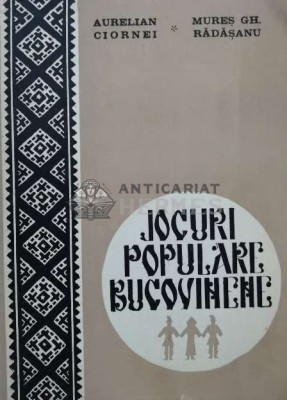 AURELIAN
CIORNEI
*
MUREȘ GH.
RĂDĂȘANU
ANTICARIAT
HERMES
JOCURI
POPULARE
BUCOVINENE